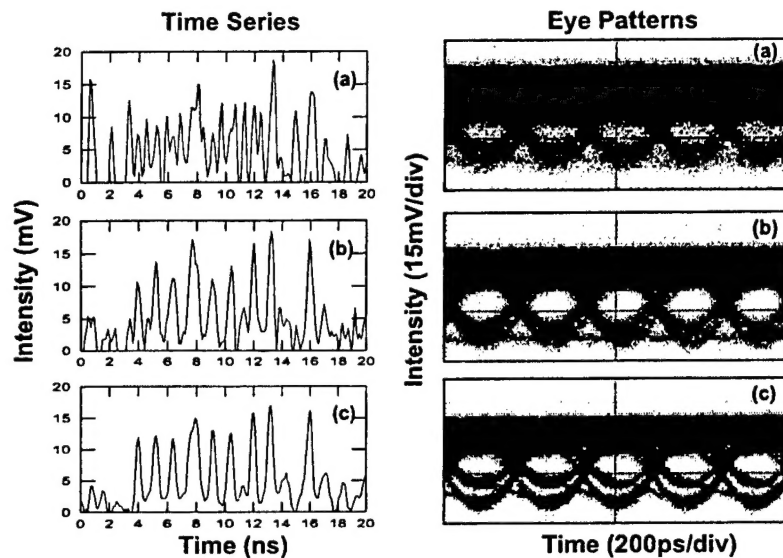 Time Series
Eye Patterns
Intensity (mV)
20
15
10
5
0
(a)
0 2 4 6 8 10 12 14 16 18 20
20
15
10
5
0
(b)
0 2 4 6 8 10 12 14 16 18 20
20
15
10
5
0
(c)
0 2 4 6 8 10 12 14 16 18 20
Time (ns)
Intensity (15mV/div)
(a)
(b)
(c)
Time (200ps/div)